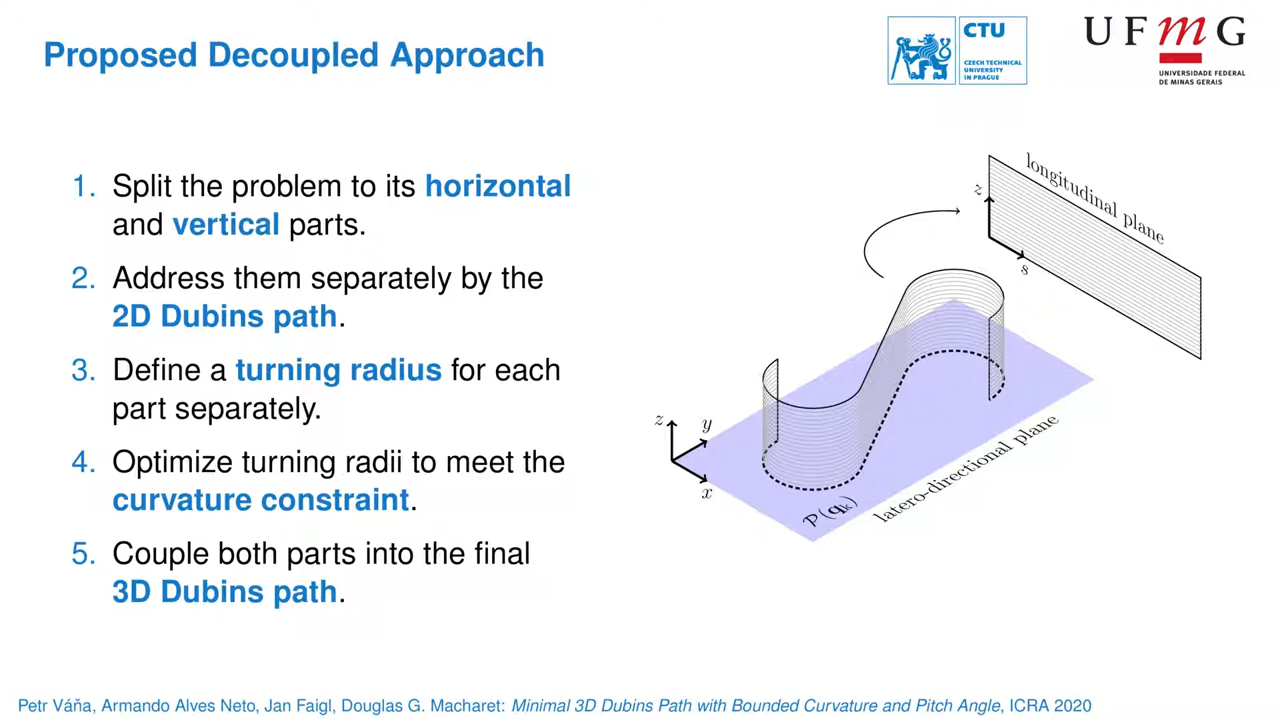 Proposed Decoupled Approach
CTU
CZECH TECHNICAL
UNIVERSITY
IN PRAGUE
UFmG
UNIVERSIDADE FEDERAL
DE MINAS GERAIS
1. Split the problem to its horizontal
and vertical parts.
2. Address them separately by the
2D Dubins path.
3. Define a turning radius for each
part separately.
4. Optimize turning radii to meet the
curvature constraint.
5. Couple both parts into the final
3D Dubins path.
longitudinal plane
z
s
z
y
x
P(qₖ)
latero-directional plane
Petr Váňa, Armando Alves Neto, Jan Faigl, Douglas G. Macharet: Minimal 3D Dubins Path with Bounded Curvature and Pitch Angle, ICRA 2020